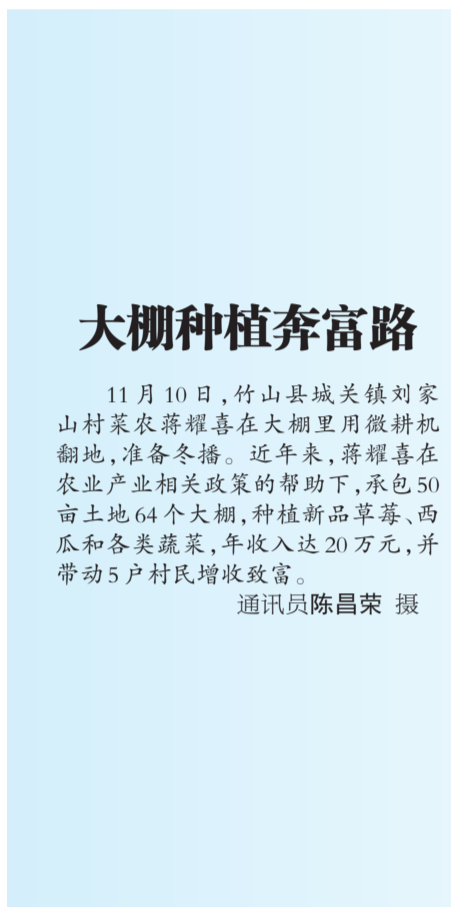 大棚种植奔富路
11月10日，竹山县城关镇刘家
山村菜农蒋耀喜在大棚里用微耕机
翻地，准备冬播。近年来，蒋耀喜在
农业产业相关政策的帮助下，承包50
亩土地64个大棚，种植新品草莓、西
瓜和各类蔬菜，年收入达20万元，并
带动5户村民增收致富。
通讯员陈昌荣 摄